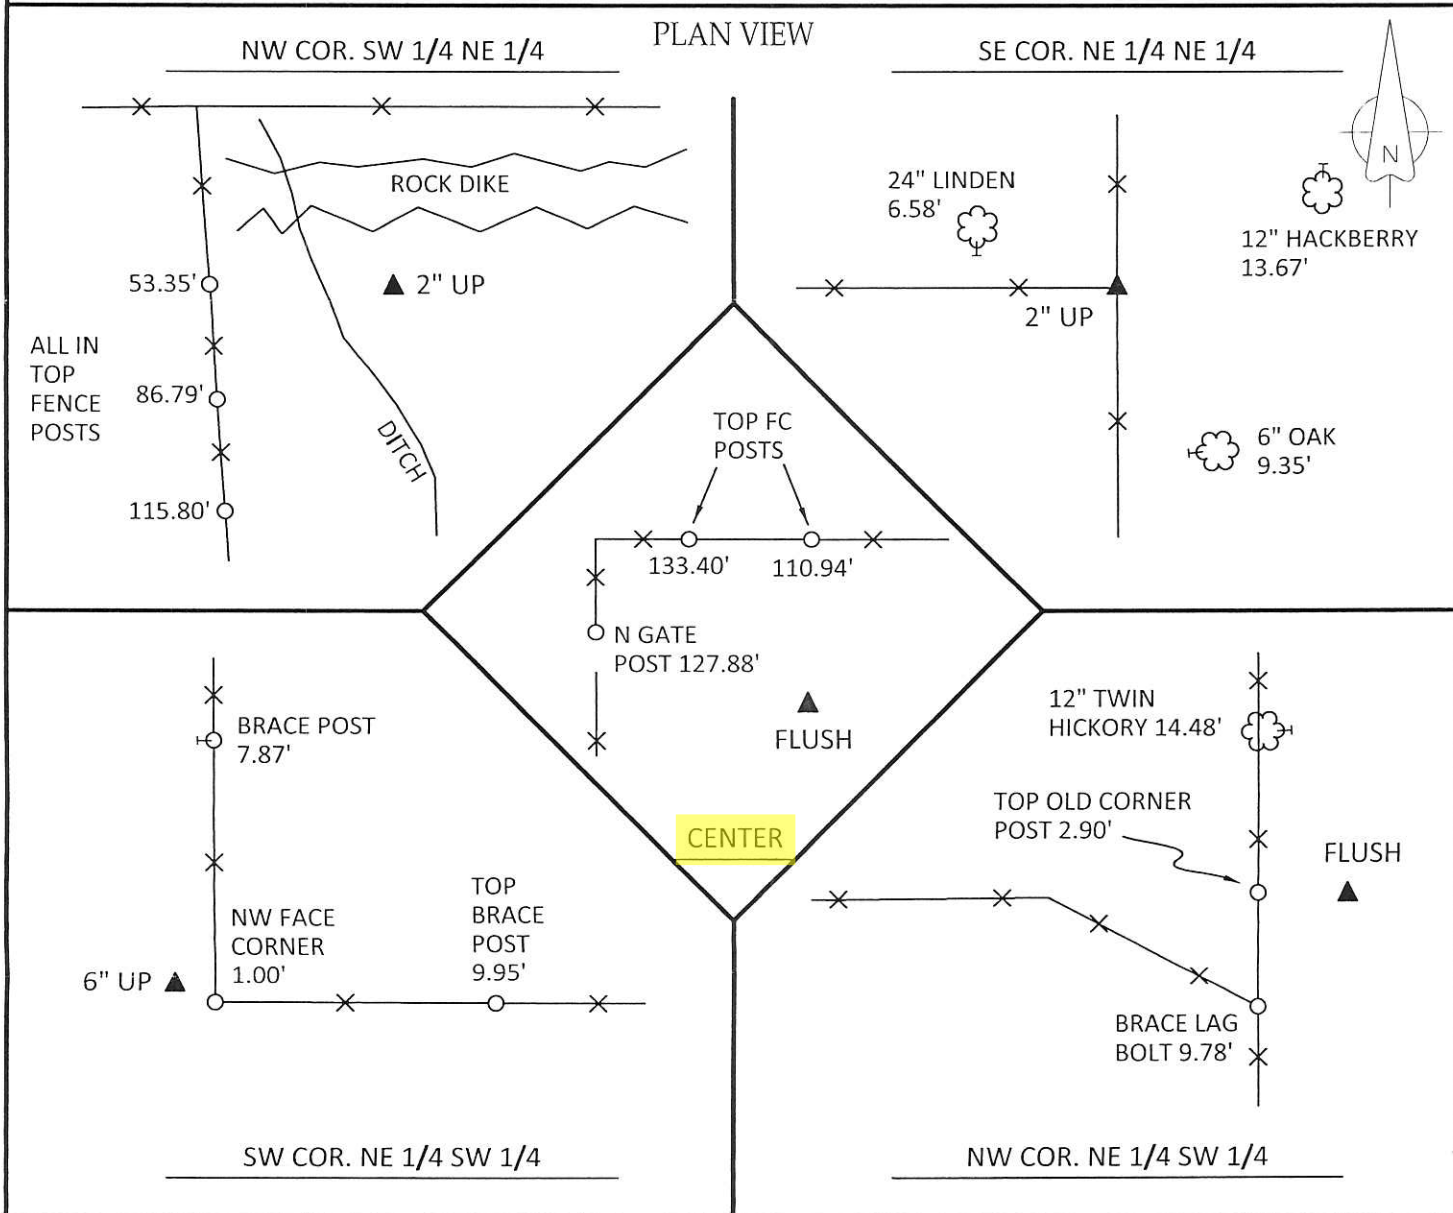 PLAN VIEW
NW COR. SW 1/4 NE 1/4
ROCK DIKE
53.35'
2" UP
ALL IN
TOP
FENCE
POSTS
86.79'
DITCH
115.80'
SE COR. NE 1/4 NE 1/4
N
24" LINDEN
6.58'
12" HACKBERRY
13.67'
2" UP
6" OAK
9.35'
TOP FC
POSTS
133.40'
110.94'
N GATE
POST 127.88'
FLUSH
CENTER
BRACE POST
7.87'
NW FACE
CORNER
1.00'
6" UP
TOP
BRACE
POST
9.95'
SW COR. NE 1/4 SW 1/4
12" TWIN
HICKORY 14.48'
TOP OLD CORNER
POST 2.90'
FLUSH
BRACE LAG
BOLT 9.78'
NW COR. NE 1/4 SW 1/4